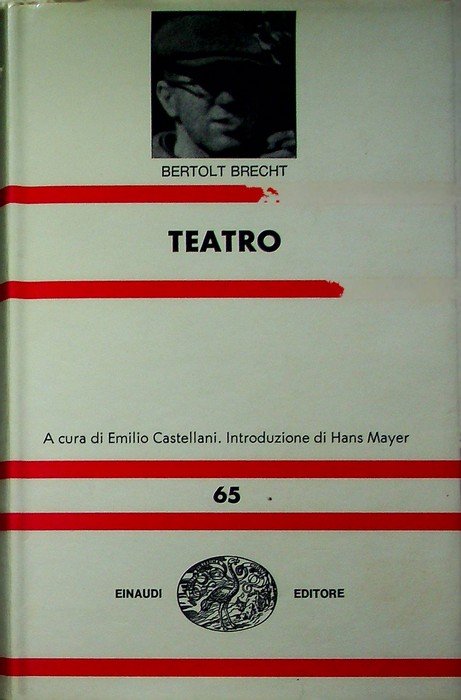 BERTOLT BRECHT
TEATRO
A cura di Emilio Castellani. Introduzione di Hans Mayer
65
EINAUDI EDITORE